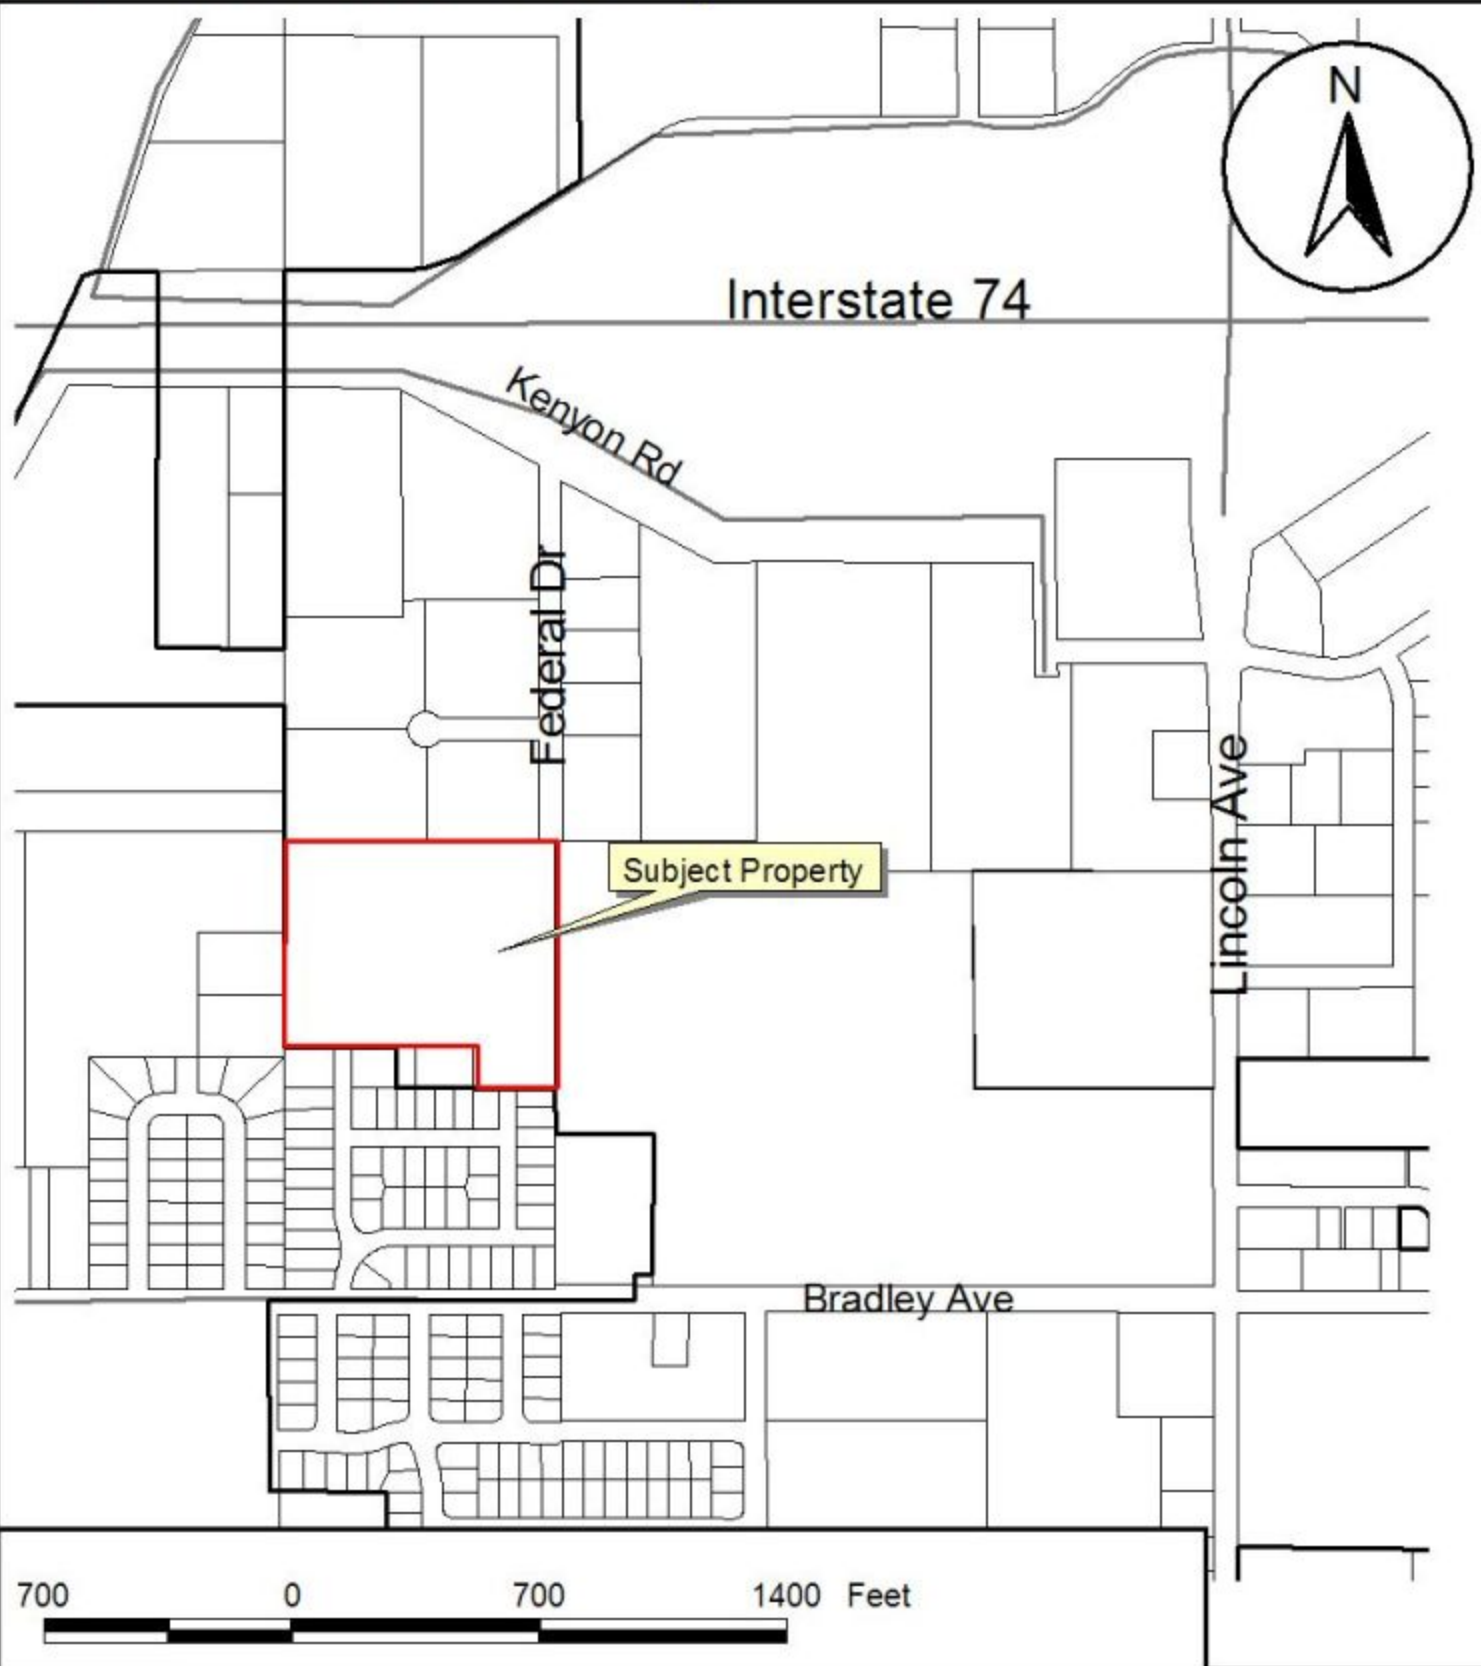 N
Interstate 74
Kenyon Rd
Federal Dr
Lincoln Ave
Subject Property
Bradley Ave
700 0 700 1400 Feet